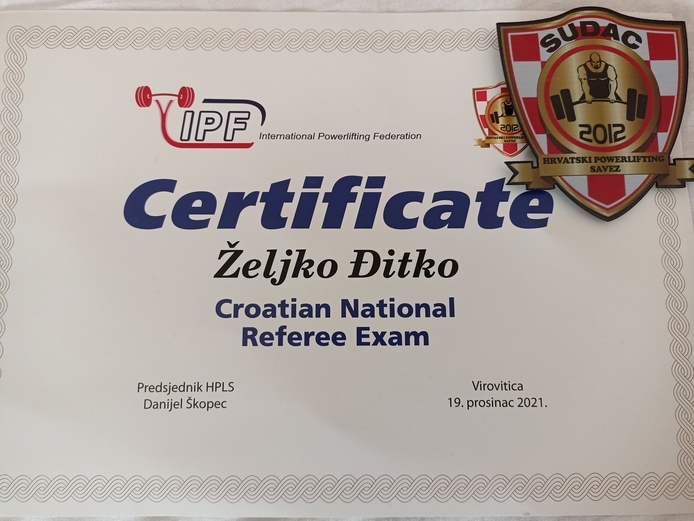 SUDAC
2012
HRVATSKI POWERLIFTING
SAVEZ
IPF
International Powerlifting Federation
2012
Certificate
Željko Đitko
Croatian National
Referee Exam
Predsjednik HPLS
Danijel Škopec
Virovitica
19. prosinac 2021.